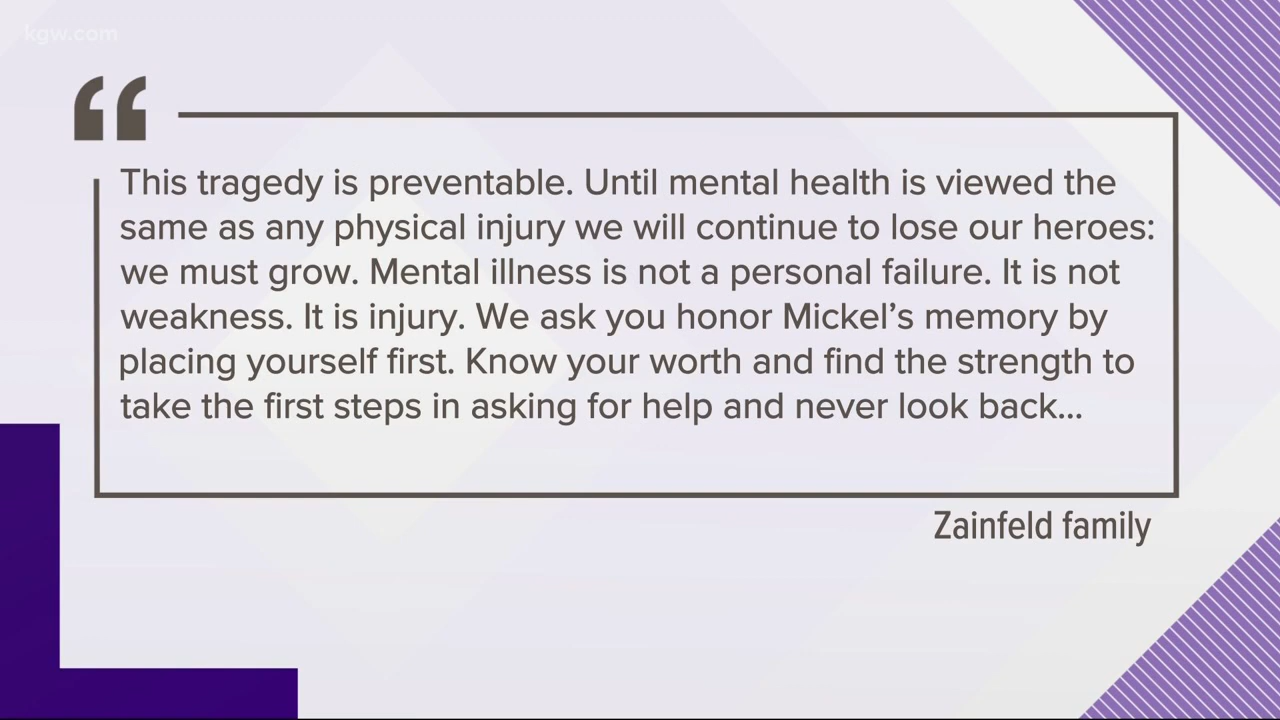 kgw.com
“
This tragedy is preventable. Until mental health is viewed the
same as any physical injury we will continue to lose our heroes:
we must grow. Mental illness is not a personal failure. It is not
weakness. It is injury. We ask you honor Mickel’s memory by
placing yourself first. Know your worth and find the strength to
take the first steps in asking for help and never look back...
Zainfeld family